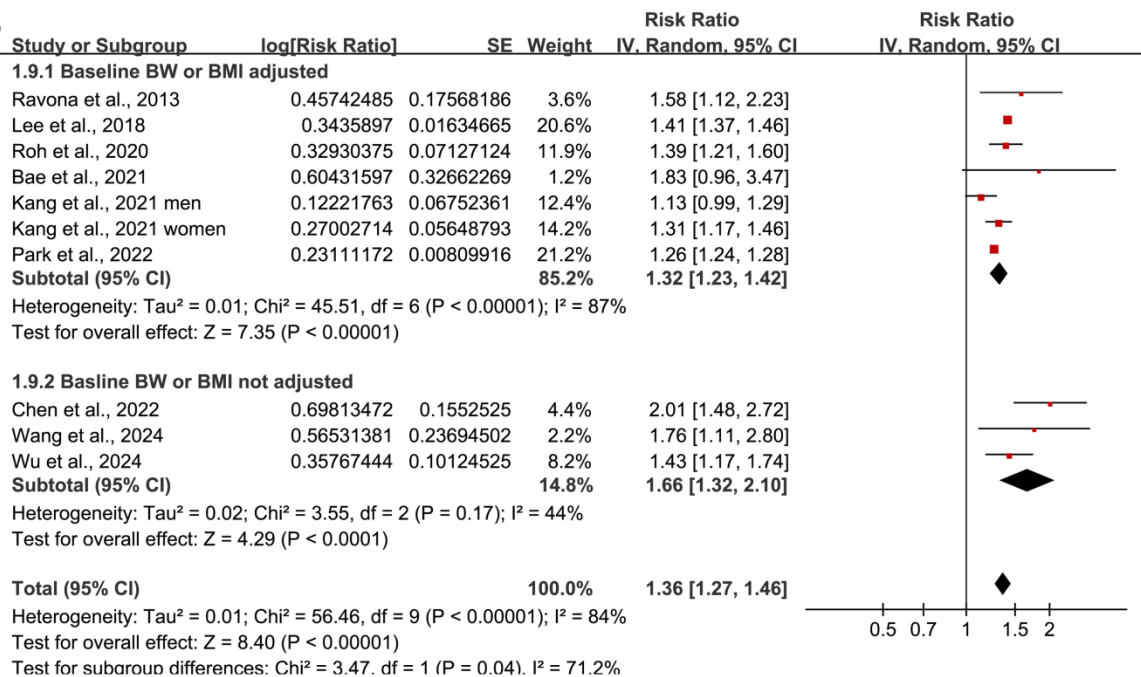 Risk Ratio Risk Ratio
Study or Subgroup log[Risk Ratio] SE Weight IV, Random, 95% CI IV, Random, 95% CI
1.9.1 Baseline BW or BMI adjusted
Ravona et al., 2013 0.45742485 0.17568186 3.6% 1.58 [1.12, 2.23]
Lee et al., 2018 0.3435897 0.01634665 20.6% 1.41 [1.37, 1.46]
Roh et al., 2020 0.32930375 0.07127124 11.9% 1.39 [1.21, 1.60]
Bae et al., 2021 0.60431597 0.32662269 1.2% 1.83 [0.96, 3.47]
Kang et al., 2021 men 0.12221763 0.06752361 12.4% 1.13 [0.99, 1.29]
Kang et al., 2021 women 0.27002714 0.05648793 14.2% 1.31 [1.17, 1.46]
Park et al., 2022 0.23111172 0.00809916 21.2% 1.26 [1.24, 1.28]
Subtotal (95% CI) 85.2% 1.32 [1.23, 1.42]
Heterogeneity: Tau² = 0.01; Chi² = 45.51, df = 6 (P < 0.00001); I² = 87%
Test for overall effect: Z = 7.35 (P < 0.00001)
1.9.2 Basline BW or BMI not adjusted
Chen et al., 2022 0.69813472 0.1552525 4.4% 2.01 [1.48, 2.72]
Wang et al., 2024 0.56531381 0.23694502 2.2% 1.76 [1.11, 2.80]
Wu et al., 2024 0.35767444 0.10124525 8.2% 1.43 [1.17, 1.74]
Subtotal (95% CI) 14.8% 1.66 [1.32, 2.10]
Heterogeneity: Tau² = 0.02; Chi² = 3.55, df = 2 (P = 0.17); I² = 44%
Test for overall effect: Z = 4.29 (P < 0.0001)
Total (95% CI) 100.0% 1.36 [1.27, 1.46]
Heterogeneity: Tau² = 0.01; Chi² = 56.46, df = 9 (P < 0.00001); I² = 84%
0.5 0.7 1 1.5 2
Test for overall effect: Z = 8.40 (P < 0.00001)
Test for subgroup differences: Chi² = 3.47, df = 1 (P = 0.04), I² = 71.2%